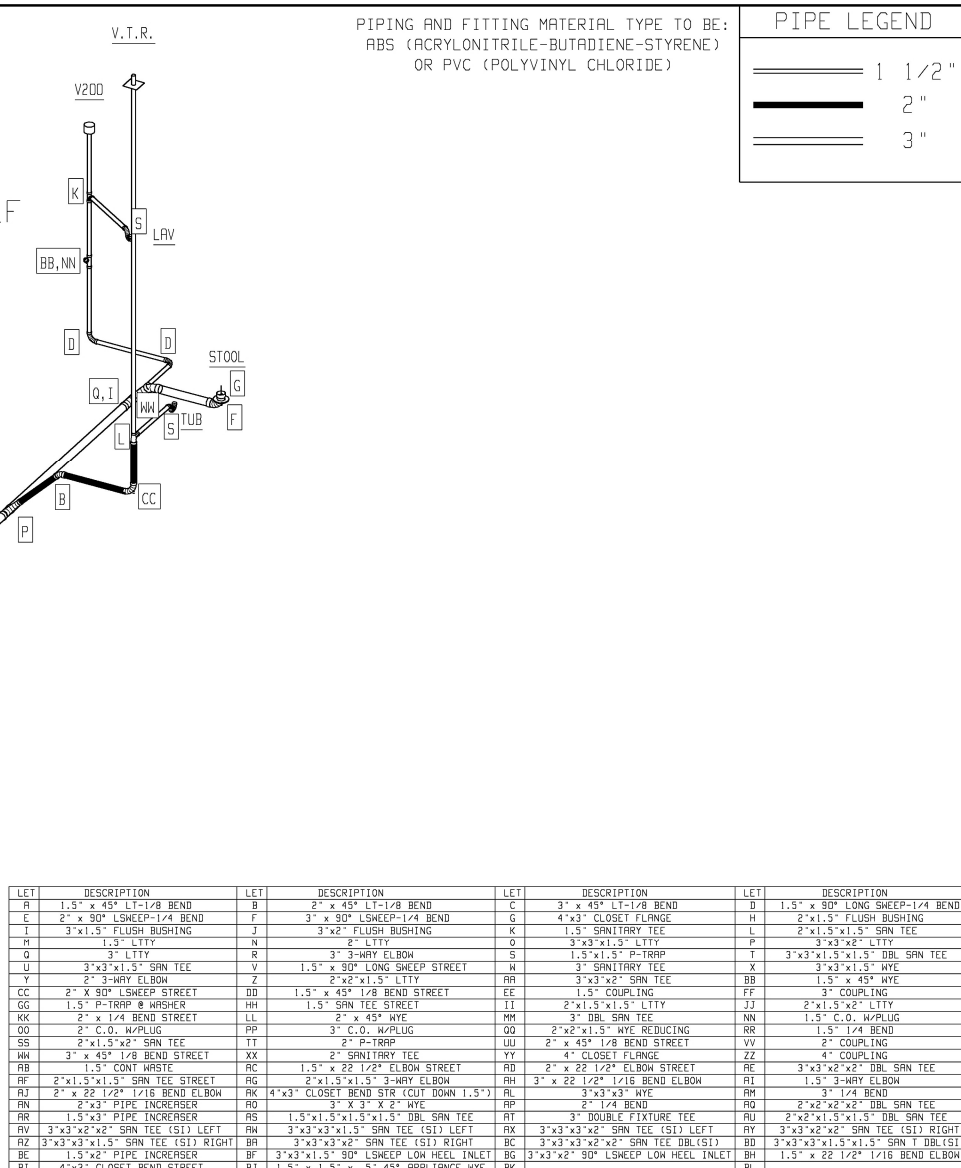 V.T.R.
PIPING AND FITTING MATERIAL TYPE TO BE:
ABS (ACRYLONITRILE-BUTADIENE-STYRENE)
OR PVC (POLYVINYL CHLORIDE)
PIPE LEGEND
1 1/2"
2"
3"
V200
K
F
S
LAV
BB,NN
D
D
STOOL
G
Q,I
WW
F
S
TUB
L
B
CC
P
LET DESCRIPTION LET DESCRIPTION LET DESCRIPTION LET DESCRIPTION
A 1.5" x 45° LT-1/8 BEND B 2" x 45° LT-1/8 BEND C 3" x 45° LT-1/8 BEND D 1.5" x 90° LONG SWEEP-1/4 BEND
E 2" x 90° LSWEEP-1/4 BEND F 3" x 90° LSWEEP-1/4 BEND G 4"x3" CLOSET FLANGE H 2"x1.5" FLUSH BUSHING
I 3"x1.5" FLUSH BUSHING J 3"x2" FLUSH BUSHING K 1.5" SANITARY TEE L 2"x1.5"x1.5" SAN TEE
M 1.5" LTTY N 2" LTTY O 3"x3"x1.5" LTTY P 3"x3"x2" LTTY
Q 3" LTTY R 3" 3-WAY ELBOW S 1.5"x1.5" P-TRAP T 3"x3"x1.5"x1.5" DBL SAN TEE
U 3"x3"x1.5" SAN TEE V 1.5" x 90° LONG SWEEP STREET W 3" SANITARY TEE X 3"x3"x1.5" WYE
Y 2" 3-WAY ELBOW Z 2"x2"x1.5" LTTY AA 3"x3"x2" SAN TEE BB 1.5" x 45° WYE
CC 2" X 90° LSWEEP STREET DD 1.5" x 45° 1/8 BEND STREET EE 1.5" COUPLING FF 3" COUPLING
GG 1.5" P-TRAP @ WASHER HH 1.5" SAN TEE STREET II 2"x1.5"x1.5" LTTY JJ 2"x1.5"x2" LTTY
KK 2" x 1/4 BEND STREET LL 2" x 45° WYE MM 3" DBL SAN TEE NN 1.5" C.O. W/PLUG
OO 2" C.O. W/PLUG PP 3" C.O. W/PLUG QQ 2"x2"x1.5" WYE REDUCING RR 1.5" 1/4 BEND
SS 2"x1.5"x2" SAN TEE TT 2" P-TRAP UU 2" x 45° 1/8 BEND STREET VV 2" COUPLING
WW 3" x 45° 1/8 BEND STREET XX 2" SANITARY TEE YY 4" CLOSET FLANGE ZZ 4" COUPLING
AB 1.5" CONT WASTE AC 1.5" x 22 1/2° ELBOW STREET AD 2" x 22 1/2° ELBOW STREET AE 3"x3"x2"x2" DBL SAN TEE
AF 2"x1.5"x1.5" SAN TEE STREET AG 2"x1.5"x1.5" 3-WAY ELBOW AH 3" x 22 1/2° 1/16 BEND ELBOW AI 1.5" 3-WAY ELBOW
AJ 2" x 22 1/2° 1/16 BEND ELBOW AK 4"x3" CLOSET BEND STR (CUT DOWN 1.5") AL 3"x3"x3" WYE AM 3" 1/4 BEND
AN 2"x3" PIPE INCREASER AO 3" X 3" X 2" WYE AP 2" 1/4 BEND AQ 2"x2"x2"x2" DBL SAN TEE
AR 1.5"x3" PIPE INCREASER AS 1.5"x1.5"x1.5"x1.5" DBL SAN TEE AT 3" DOUBLE FIXTURE TEE AU 2"x2"x1.5"x1.5" DBL SAN TEE
AV 3"x3"x2"x2" SAN TEE (SI) LEFT AW 3"x3"x3"x1.5" SAN TEE (SI) LEFT AX 3"x3"x3"x2" SAN TEE (SI) LEFT AY 3"x3"x2"x2" SAN TEE (SI) RIGHT
AZ 3"x3"x3"x1.5" SAN TEE (SI) RIGHT BA 3"x3"x3"x2" SAN TEE (SI) RIGHT BC 3"x3"x3"x2"x2" SAN TEE DBL(SI) BD 3"x3"x3"x1.5"x1.5" SAN T DBL(SI
BE 1.5"x2" PIPE INCREASER BF 3"x3"x1.5" 90° LSWEEP LOW HEEL INLET BG 3"x3"x2" 90° LSWEEP LOW HEEL INLET BH 1.5" x 22 1/2° 1/16 BEND ELBOW
BI 4"x3" CLOSET BEND STREET BJ 1.5" x 1.5" x .5" 45° APPLIANCE WYE BK BL